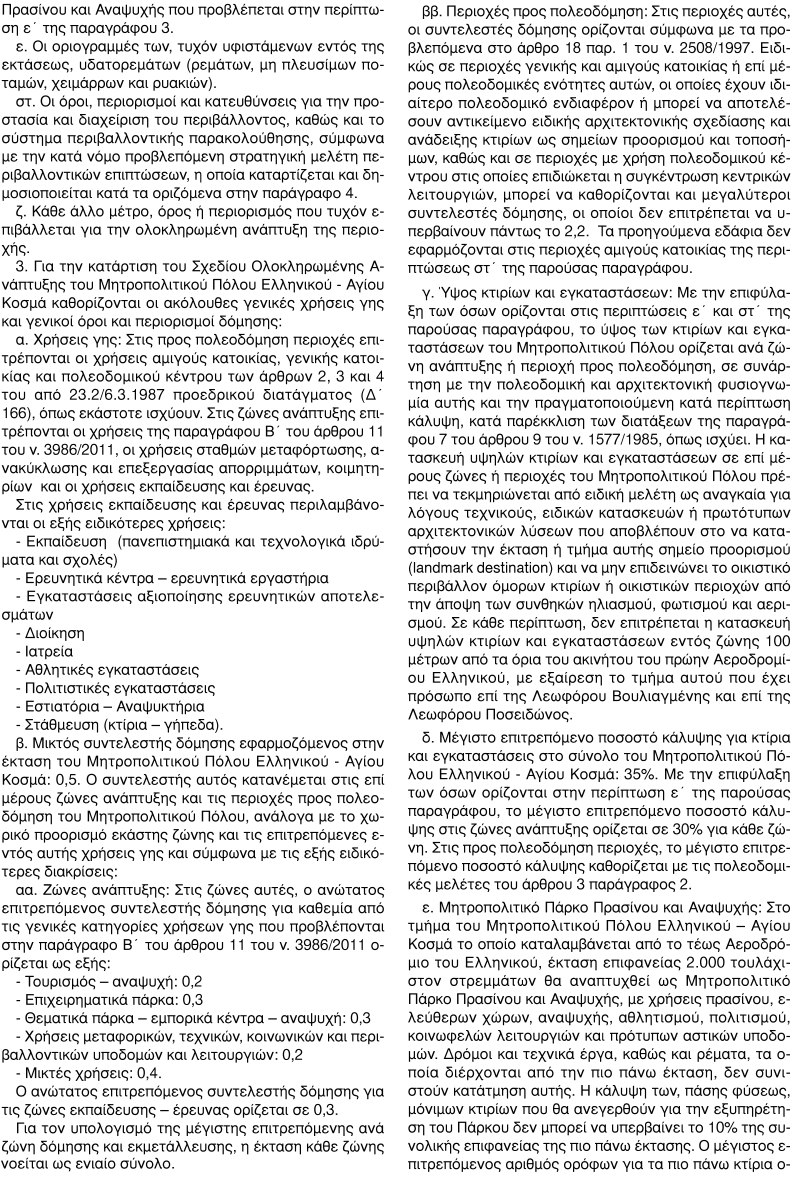 Πρασίνου και Αναψυχής που προβλέπεται στην περίπτω-
ση ε΄ της παραγράφου 3.
ε. Οι οριογραμμές των, τυχόν υφιστάμενων εντός της
εκτάσεως, υδατορεμάτων (ρεμάτων, μη πλευσίμων πο-
ταμών, χειμάρρων και ρυακιών).
στ. Οι όροι, περιορισμοί και κατευθύνσεις για την προ-
στασία και διαχείριση του περιβάλλοντος, καθώς και το
σύστημα περιβαλλοντικής παρακολούθησης, σύμφωνα
με την κατά νόμο προβλεπόμενη στρατηγική μελέτη πε-
ριβαλλοντικών επιπτώσεων, η οποία καταρτίζεται και δη-
μοσιοποιείται κατά τα οριζόμενα στην παράγραφο 4.
ζ. Κάθε άλλο μέτρο, όρος ή περιορισμός που τυχόν ε-
πιβάλλεται για την ολοκληρωμένη ανάπτυξη της περιο-
χής.
3. Για την κατάρτιση του Σχεδίου Ολοκληρωμένης Α-
νάπτυξης του Μητροπολιτικού Πόλου Ελληνικού - Αγίου
Κοσμά καθορίζονται οι ακόλουθες γενικές χρήσεις γης
και γενικοί όροι και περιορισμοί δόμησης:
α. Χρήσεις γης: Στις προς πολεοδόμηση περιοχές επι-
τρέπονται οι χρήσεις αμιγούς κατοικίας, γενικής κατοι-
κίας και πολεοδομικού κέντρου των άρθρων 2, 3 και 4
του από 23.2/6.3.1987 προεδρικού διατάγματος (Δ΄
166), όπως εκάστοτε ισχύουν. Στις ζώνες ανάπτυξης επι-
τρέπονται οι χρήσεις της παραγράφου Β΄ του άρθρου 11
του ν. 3986/2011, οι χρήσεις σταθμών μεταφόρτωσης, α-
νακύκλωσης και επεξεργασίας απορριμμάτων, κοιμητη-
ρίων  και οι χρήσεις εκπαίδευσης και έρευνας.
Στις χρήσεις εκπαίδευσης και έρευνας περιλαμβάνο-
νται οι εξής ειδικότερες χρήσεις:
- Εκπαίδευση  (πανεπιστημιακά και τεχνολογικά ιδρύ-
ματα και σχολές)
- Ερευνητικά κέντρα – ερευνητικά εργαστήρια
- Εγκαταστάσεις αξιοποίησης ερευνητικών αποτελε-
σμάτων
- Διοίκηση
- Ιατρεία
- Αθλητικές εγκαταστάσεις
- Πολιτιστικές εγκαταστάσεις
- Εστιατόρια – Αναψυκτήρια
- Στάθμευση (κτίρια – γήπεδα).
β. Μικτός συντελεστής δόμησης εφαρμοζόμενος στην
έκταση του Μητροπολιτικού Πόλου Ελληνικού - Αγίου
Κοσμά: 0,5. Ο συντελεστής αυτός κατανέμεται στις επί
μέρους ζώνες ανάπτυξης και τις περιοχές προς πολεο-
δόμηση του Μητροπολιτικού Πόλου, ανάλογα με το χω-
ρικό προορισμό εκάστης ζώνης και τις επιτρεπόμενες ε-
ντός αυτής χρήσεις γης και σύμφωνα με τις εξής ειδικό-
τερες διακρίσεις:
αα. Ζώνες ανάπτυξης: Στις ζώνες αυτές, ο ανώτατος
επιτρεπόμενος συντελεστής δόμησης για καθεμία από
τις γενικές κατηγορίες χρήσεων γης που προβλέπονται
στην παράγραφο Β΄ του άρθρου 11 του ν. 3986/2011 ο-
ρίζεται ως εξής:
- Τουρισμός – αναψυχή: 0,2
- Επιχειρηματικά πάρκα: 0,3
- Θεματικά πάρκα – εμπορικά κέντρα – αναψυχή: 0,3
- Χρήσεις μεταφορικών, τεχνικών, κοινωνικών και περι-
βαλλοντικών υποδομών και λειτουργιών: 0,2
- Μικτές χρήσεις: 0,4.
Ο ανώτατος επιτρεπόμενος συντελεστής δόμησης για
τις ζώνες εκπαίδευσης – έρευνας ορίζεται σε 0,3.
Για τον υπολογισμό της μέγιστης επιτρεπόμενης ανά
ζώνη δόμησης και εκμετάλλευσης, η έκταση κάθε ζώνης
νοείται ως ενιαίο σύνολο.
ββ. Περιοχές προς πολεοδόμηση: Στις περιοχές αυτές,
οι συντελεστές δόμησης ορίζονται σύμφωνα με τα προ-
βλεπόμενα στο άρθρο 18 παρ. 1 του ν. 2508/1997. Ειδι-
κώς σε περιοχές γενικής και αμιγούς κατοικίας ή επί μέ-
ρους πολεοδομικές ενότητες αυτών, οι οποίες έχουν ιδι-
αίτερο πολεοδομικό ενδιαφέρον ή μπορεί να αποτελέ-
σουν αντικείμενο ειδικής αρχιτεκτονικής σχεδίασης και
ανάδειξης κτιρίων ως σημείων προορισμού και τοποσή-
μων, καθώς και σε περιοχές με χρήση πολεοδομικού κέ-
ντρου στις οποίες επιδιώκεται η συγκέντρωση κεντρικών
λειτουργιών, μπορεί να καθορίζονται και μεγαλύτεροι
συντελεστές δόμησης, οι οποίοι δεν επιτρέπεται να υ-
περβαίνουν πάντως το 2,2.  Τα προηγούμενα εδάφια δεν
εφαρμόζονται στις περιοχές αμιγούς κατοικίας της περι-
πτώσεως στ΄ της παρούσας παραγράφου.
γ. Ύψος κτιρίων και εγκαταστάσεων: Με την επιφύλα-
ξη των όσων ορίζονται στις περιπτώσεις ε΄ και στ΄ της
παρούσας παραγράφου, το ύψος των κτιρίων και εγκα-
ταστάσεων του Μητροπολιτικού Πόλου ορίζεται ανά ζώ-
νη ανάπτυξης ή περιοχή προς πολεοδόμηση, σε συνάρ-
τηση με την πολεοδομική και αρχιτεκτονική φυσιογνω-
μία αυτής και την πραγματοποιούμενη κατά περίπτωση
κάλυψη, κατά παρέκκλιση των διατάξεων της παραγρά-
φου 7 του άρθρου 9 του ν. 1577/1985, όπως ισχύει. Η κα-
τασκευή υψηλών κτιρίων και εγκαταστάσεων σε επί μέ-
ρους ζώνες ή περιοχές του Μητροπολιτικού Πόλου πρέ-
πει να τεκμηριώνεται από ειδική μελέτη ως αναγκαία για
λόγους τεχνικούς, ειδικών κατασκευών ή πρωτότυπων
αρχιτεκτονικών λύσεων που αποβλέπουν στο να κατα-
στήσουν την έκταση ή τμήμα αυτής σημείο προορισμού
(landmark destination) και να μην επιδεινώνει το οικιστικό
περιβάλλον όμορων κτιρίων ή οικιστικών περιοχών από
την άποψη των συνθηκών ηλιασμού, φωτισμού και αερι-
σμού. Σε κάθε περίπτωση, δεν επιτρέπεται η κατασκευή
υψηλών κτιρίων και εγκαταστάσεων εντός ζώνης 100
μέτρων από τα όρια του ακινήτου του πρώην Αεροδρομί-
ου Ελληνικού, με εξαίρεση το τμήμα αυτού που έχει
πρόσωπο επί της Λεωφόρου Βουλιαγμένης και επί της
Λεωφόρου Ποσειδώνος.
δ. Μέγιστο επιτρεπόμενο ποσοστό κάλυψης για κτίρια
και εγκαταστάσεις στο σύνολο του Μητροπολιτικού Πό-
λου Ελληνικού - Αγίου Κοσμά: 35%. Με την επιφύλαξη
των όσων ορίζονται στην περίπτωση ε΄ της παρούσας
παραγράφου, το μέγιστο επιτρεπόμενο ποσοστό κάλυ-
ψης στις ζώνες ανάπτυξης ορίζεται σε 30% για κάθε ζώ-
νη. Στις προς πολεοδόμηση περιοχές, το μέγιστο επιτρε-
πόμενο ποσοστό κάλυψης καθορίζεται με τις πολεοδομι-
κές μελέτες του άρθρου 3 παράγραφος 2.
ε. Μητροπολιτικό Πάρκο Πρασίνου και Αναψυχής: Στο
τμήμα του Μητροπολιτικού Πόλου Ελληνικού – Αγίου
Κοσμά το οποίο καταλαμβάνεται από το τέως Αεροδρό-
μιο του Ελληνικού, έκταση επιφανείας 2.000 τουλάχι-
στον στρεμμάτων θα αναπτυχθεί ως Μητροπολιτικό
Πάρκο Πρασίνου και Αναψυχής, με χρήσεις πρασίνου, ε-
λεύθερων χώρων, αναψυχής, αθλητισμού, πολιτισμού,
κοινωφελών λειτουργιών και πρότυπων αστικών υποδο-
μών. Δρόμοι και τεχνικά έργα, καθώς και ρέματα, τα ο-
ποία διέρχονται από την πιο πάνω έκταση, δεν συνι-
στούν κατάτμηση αυτής. Η κάλυψη των, πάσης φύσεως,
μόνιμων κτιρίων που θα ανεγερθούν για την εξυπηρέτη-
ση του Πάρκου δεν μπορεί να υπερβαίνει το 10% της συ-
νολικής επιφανείας της πιο πάνω έκτασης. Ο μέγιστος ε-
πιτρεπόμενος αριθμός ορόφων για τα πιο πάνω κτίρια ο-